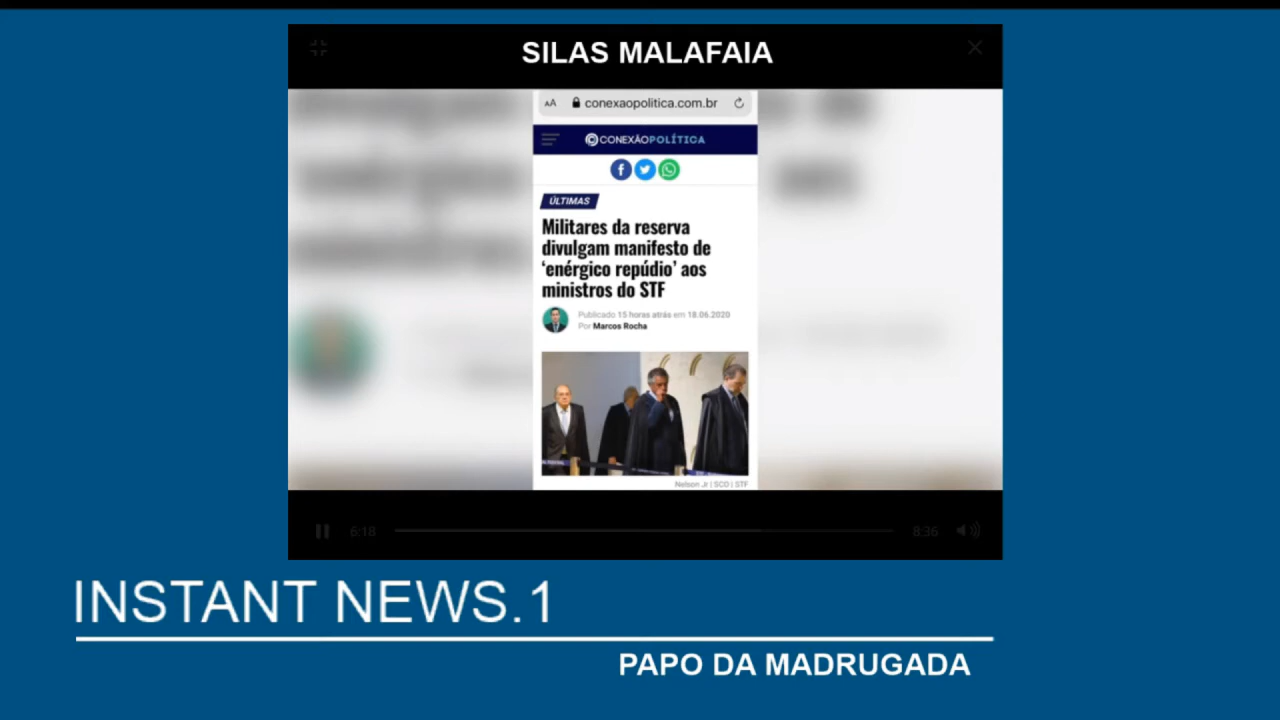 SILAS MALAFAIA
AA conexaopolitica.com.br
CONEXÃOPOLÍTICA
ÚLTIMAS
Militares da reserva
divulgam manifesto de
‘enérgico repúdio’ aos
ministros do STF
Publicado 15 horas atrás em 18.06.2020
Por Marcos Rocha
Nelson Jr | SCO | STF
6:18
8:36
INSTANT NEWS.1
PAPO DA MADRUGADA